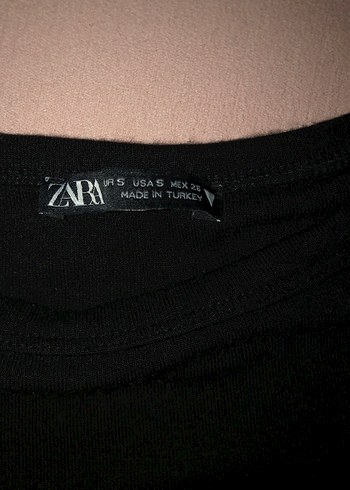 ZARA
EUR S USA S MEX 26
MADE IN TURKEY